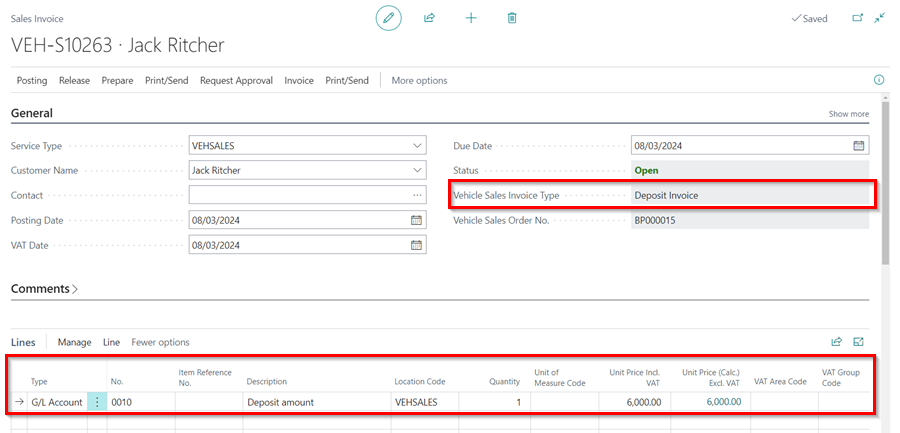 Sales Invoice
Saved
VEH-S10263 · Jack Ritcher
Posting Release Prepare Print/Send Request Approval Invoice Print/Send More options
General
Show more
Service Type VEHSALES
Due Date 08/03/2024
Customer Name Jack Ritcher
Status Open
Contact
Vehicle Sales Invoice Type Deposit Invoice
Posting Date 08/03/2024
Vehicle Sales Order No. BP000015
VAT Date 08/03/2024
Comments
Lines Manage Line Fewer options
Type No. Item Reference No. Description Location Code Quantity Unit of Measure Code Unit Price Incl. VAT Unit Price (Calc.) Excl. VAT VAT Area Code VAT Group Code
G/L Account 0010 Deposit amount VEHSALES 1 6,000.00 6,000.00